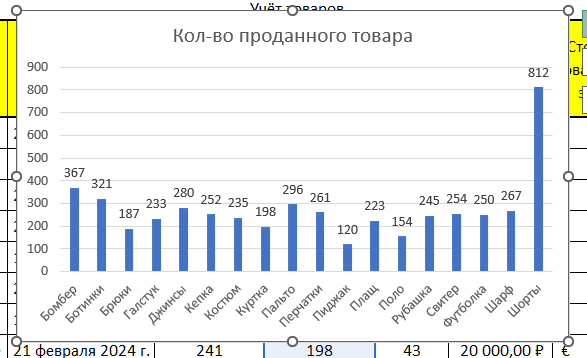 Учёт товаров
Кол-во проданного товара
900
800
700
600
500
400
300
200
100
0
367 321 187 233 280 252 235 198 296 261 120 223 154 245 254 250 267 812
Бомбер Ботинки Брюки Галстук Джинсы Кепка Костюм Куртка Пальто Перчатки Пиджак Плащ Поло Рубашка Свитер Футболка Шарф Шорты
21 февраля 2024 г. 241 198 43 20 000,00 ₽ €